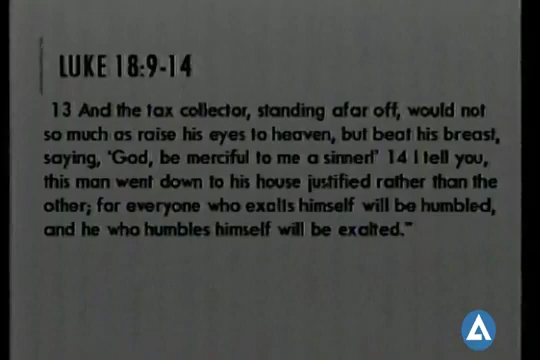 LUKE 18:9-14
13 And the tax collector, standing afar off, would not
so much as raise his eyes to heaven, but beat his breast,
saying, 'God, be merciful to me a sinner!' 14 I tell you,
this man went down to his house justified rather than the
other; for everyone who exalts himself will be humbled,
and he who humbles himself will be exalted."